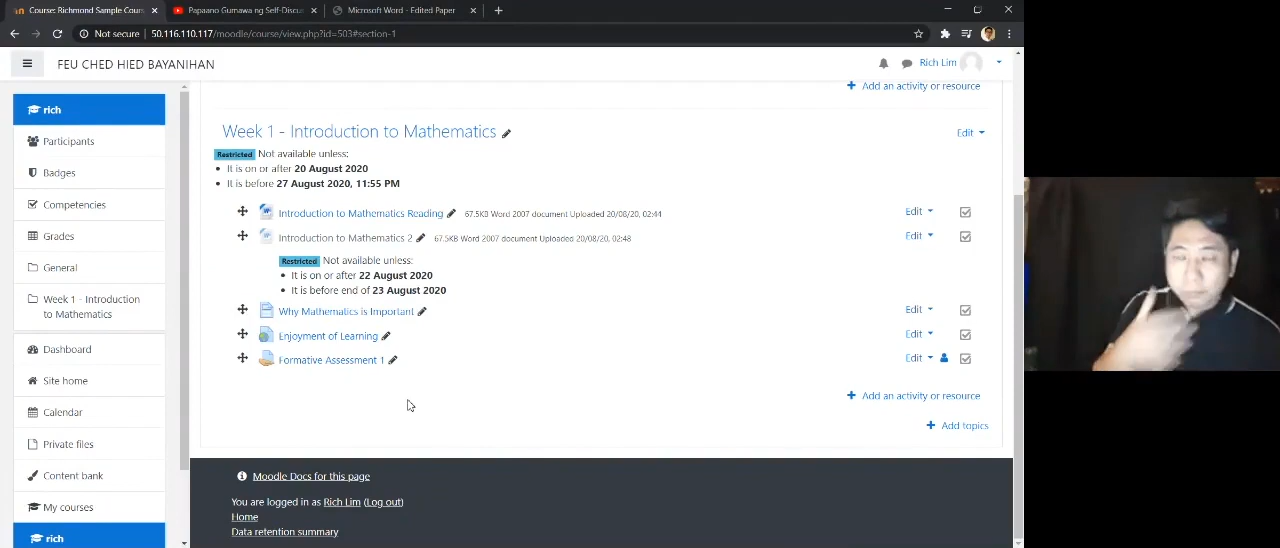 Course: Richmond Sample Cours
Papaano Gumawa ng Self-Discu
Microsoft Word - Edited Paper
Not secure
50.116.110.117/moodle/course/view.php?id=503#section-1
FEU CHED HIED BAYANIHAN
Rich Lim
rich
Participants
Badges
Competencies
Grades
General
Week 1 - Introduction
to Mathematics
Dashboard
Site home
Calendar
Private files
Content bank
My courses
rich
Add an activity or resource
Week 1 - Introduction to Mathematics
Edit
Restricted Not available unless:
It is on or after 20 August 2020
It is before 27 August 2020, 11:55 PM
Introduction to Mathematics Reading 67.5KB Word 2007 document Uploaded 20/08/20, 02:44 Edit
Introduction to Mathematics 2 67.5KB Word 2007 document Uploaded 20/08/20, 02:48 Edit
Restricted Not available unless:
It is on or after 22 August 2020
It is before end of 23 August 2020
Why Mathematics is Important Edit
Enjoyment of Learning Edit
Formative Assessment 1 Edit
Add an activity or resource
Add topics
Moodle Docs for this page
You are logged in as Rich Lim (Log out)
Home
Data retention summary